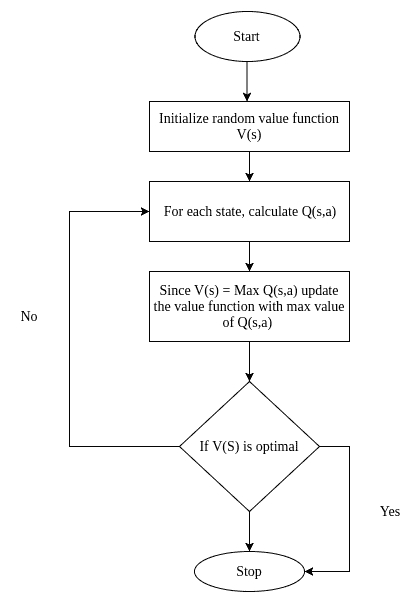 Start
Initialize random value function
V(s)
For each state, calculate Q(s,a)
Since V(s) = Max Q(s,a) update
the value function with max value
of Q(s,a)
No
If V(S) is optimal
Yes
Stop